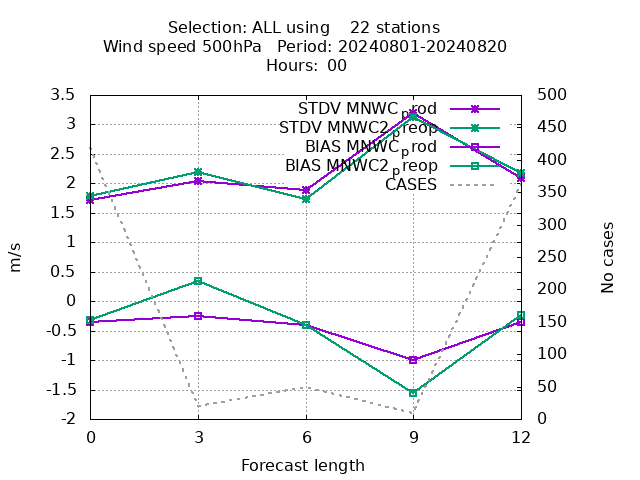 Selection: ALL using    22 stations
Wind speed 500hPa   Period: 20240801-20240820
Hours:  00
STDV MNWC_prod
STDV MNWC2_preop
BIAS MNWC_prod
BIAS MNWC2_preop
CASES
m/s
3.5
3
2.5
2
1.5
1
0.5
0
-0.5
-1
-1.5
-2
500
450
400
350
300
250
200
150
100
50
0
No cases
0 3 6 9 12
Forecast length